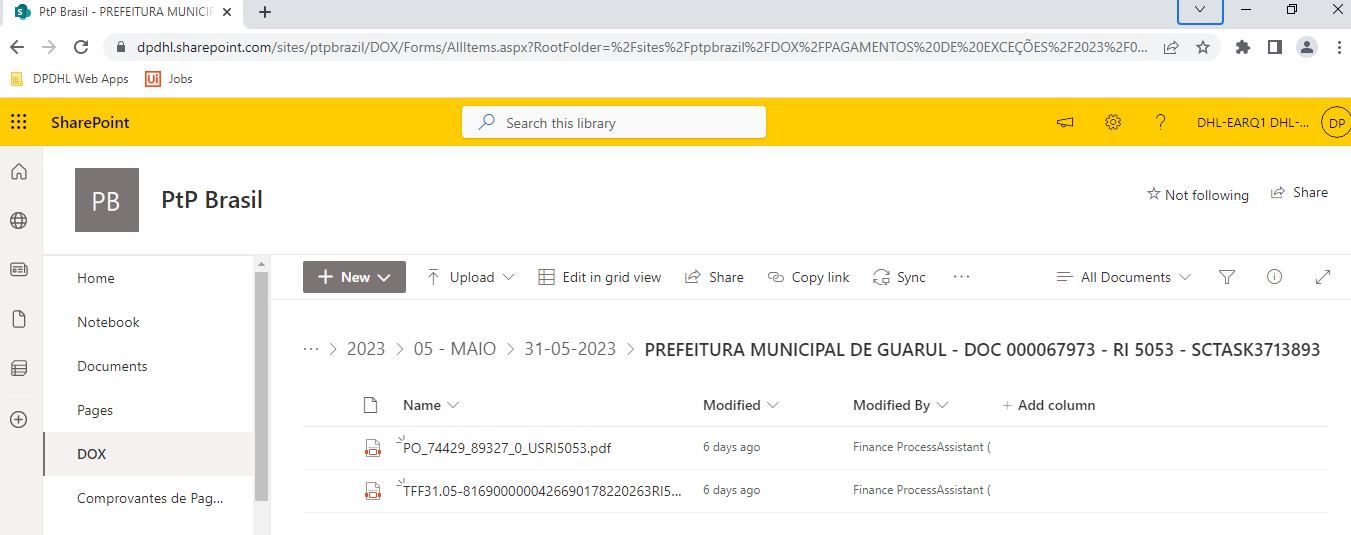 PtP Brasil - PREFEITURA MUNICIP
dpdhl.sharepoint.com/sites/ptpbrazil/DOX/Forms/AllItems.aspx?RootFolder=%2Fsites%2Fptpbrazil%2FDOX%2FPAGAMENTOS%20DE%20EXCEÇÕES%2F2023%2F0...
DPDHL Web Apps
Ui Jobs
SharePoint
Search this library
?
DHL-EARQ1 DHL-...
DP
PB
PtP Brasil
Not following
Share
Home
Notebook
Documents
Pages
DOX
Comprovantes de Pag...
+ New
Upload
Edit in grid view
Share
Copy link
Sync
...
All Documents
... > 2023 > 05 - MAIO > 31-05-2023 > PREFEITURA MUNICIPAL DE GUARUL - DOC 000067973 - RI 5053 - SCTASK3713893
Name
Modified
Modified By
+ Add column
PO_74429_89327_0_USRI5053.pdf
6 days ago
Finance ProcessAssistant (
TFF31.05-8169000000426690178220263RI5...
6 days ago
Finance ProcessAssistant (